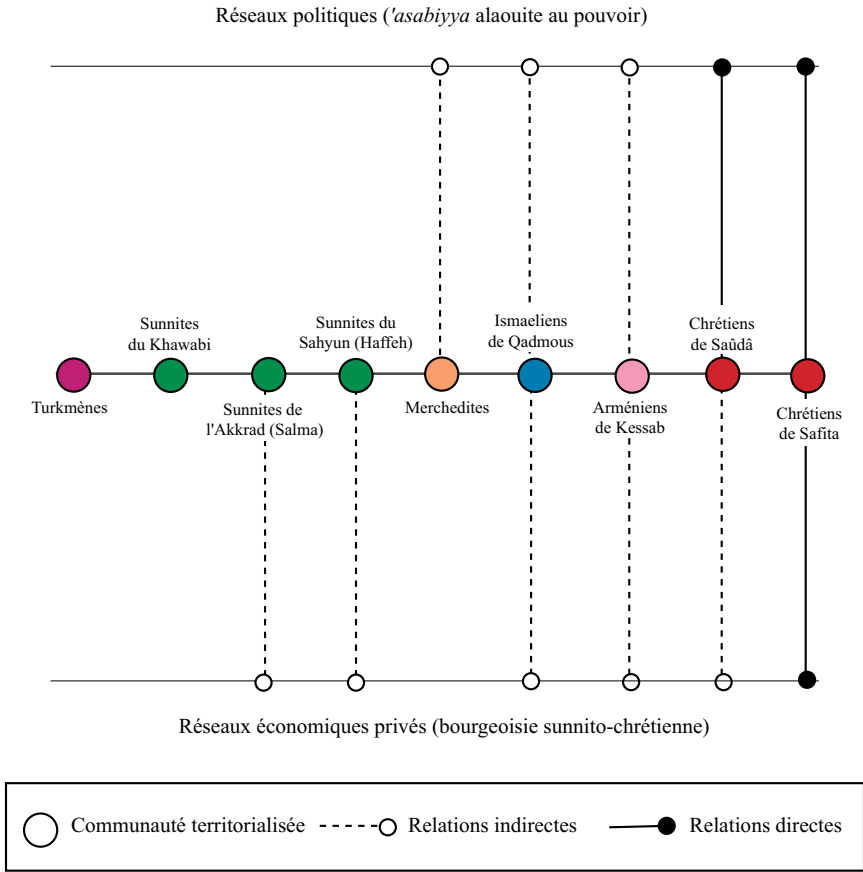 Réseaux politiques ('asabiyya alaouite au pouvoir)
Sunnites
du Khawabi
Sunnites du
Sahyun (Haffeh)
Ismaeliens
de Qadmous
Chrétiens
de Saûdâ
Turkmènes
Sunnites de
l'Akkrad (Salma)
Merchedites
Arméniens
de Kessab
Chrétiens
de Safita
Réseaux économiques privés (bourgeoisie sunnito-chrétienne)
Communauté territorialisée
Relations indirectes
Relations directes